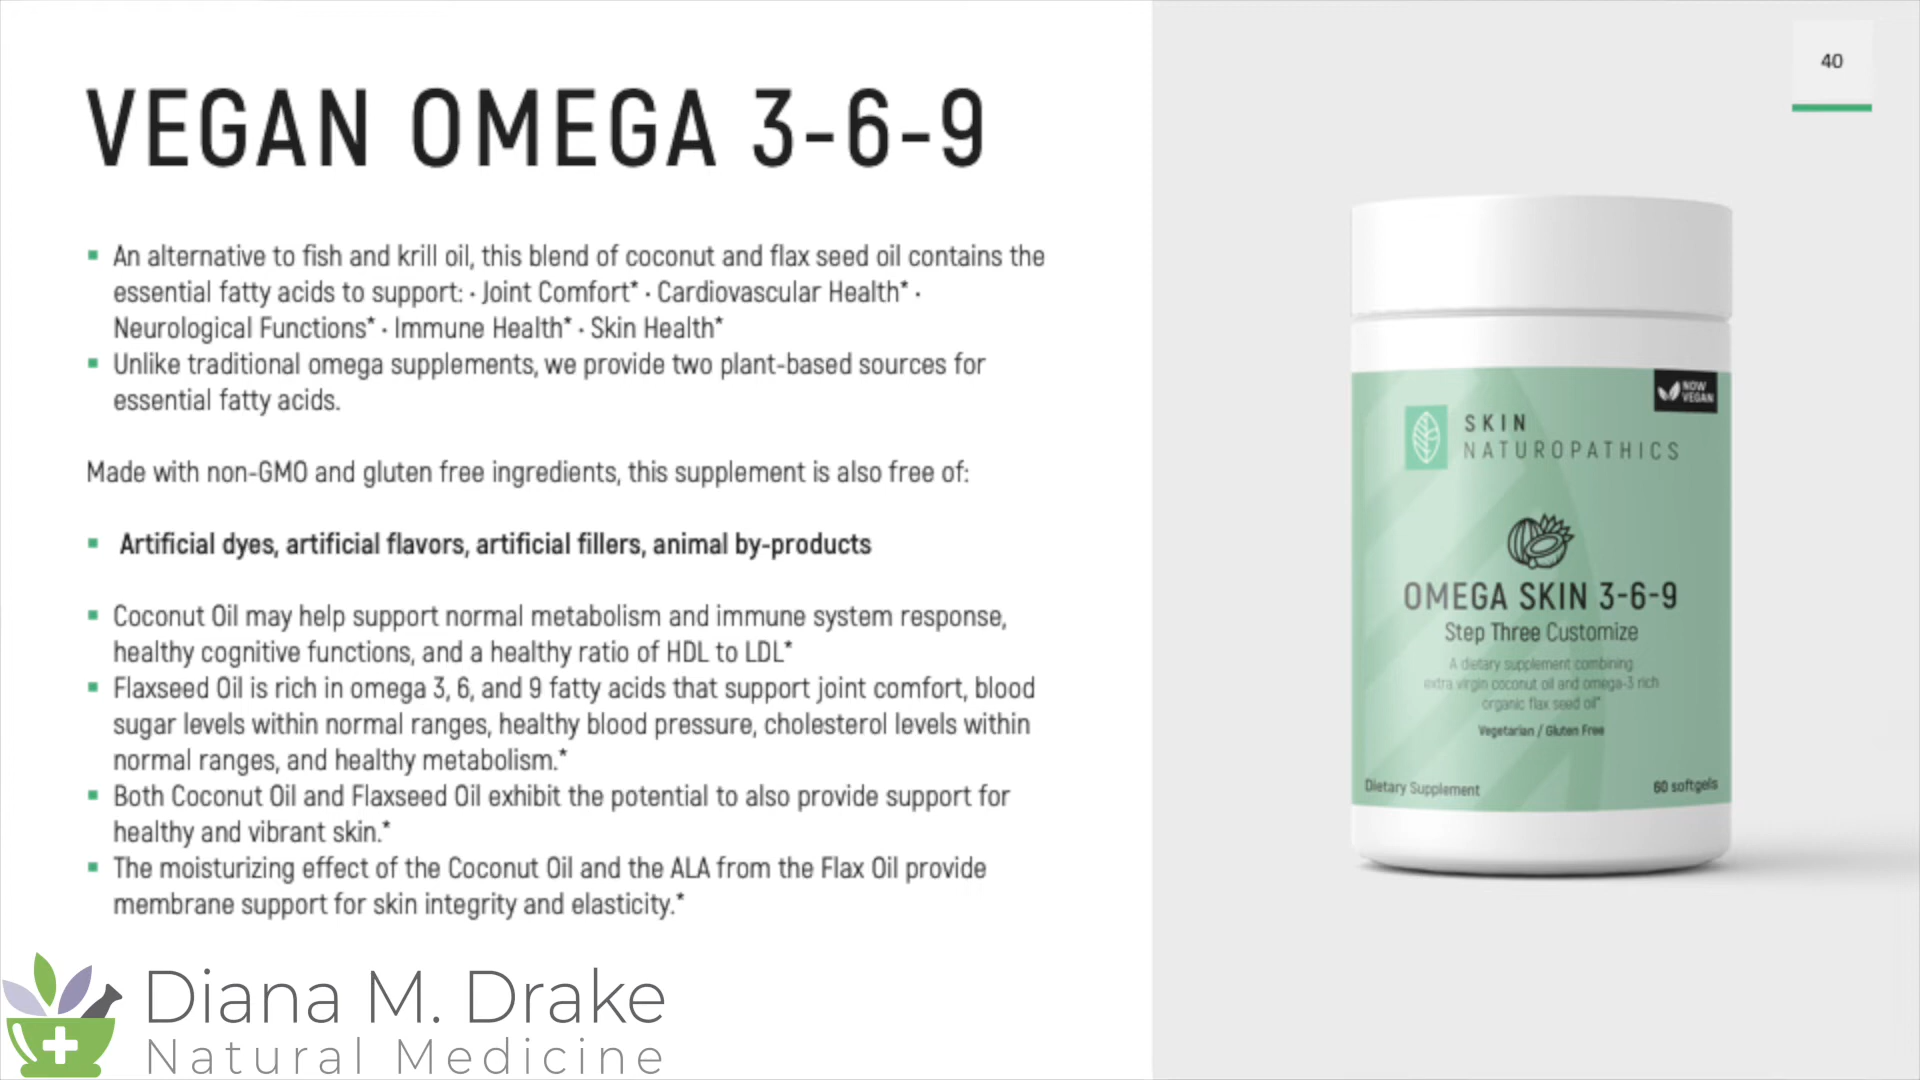 40
VEGAN OMEGA 3-6-9
▪ An alternative to fish and krill oil, this blend of coconut and flax seed oil contains the
essential fatty acids to support: · Joint Comfort* · Cardiovascular Health* ·
Neurological Functions* · Immune Health* · Skin Health*
▪ Unlike traditional omega supplements, we provide two plant-based sources for
essential fatty acids.
Made with non-GMO and gluten free ingredients, this supplement is also free of:
▪ Artificial dyes, artificial flavors, artificial fillers, animal by-products
▪ Coconut Oil may help support normal metabolism and immune system response,
healthy cognitive functions, and a healthy ratio of HDL to LDL*
▪ Flaxseed Oil is rich in omega 3, 6, and 9 fatty acids that support joint comfort, blood
sugar levels within normal ranges, healthy blood pressure, cholesterol levels within
normal ranges, and healthy metabolism.*
▪ Both Coconut Oil and Flaxseed Oil exhibit the potential to also provide support for
healthy and vibrant skin.*
▪ The moisturizing effect of the Coconut Oil and the ALA from the Flax Oil provide
membrane support for skin integrity and elasticity.*
Diana M. Drake
Natural Medicine
NOW
VEGAN
SKIN
NATUROPATHICS
OMEGA SKIN 3-6-9
Step Three Customize
A dietary supplement combining
extra virgin coconut oil and omega-3 rich
organic flax seed oil*
Vegetarian / Gluten Free
Dietary Supplement
60 softgels